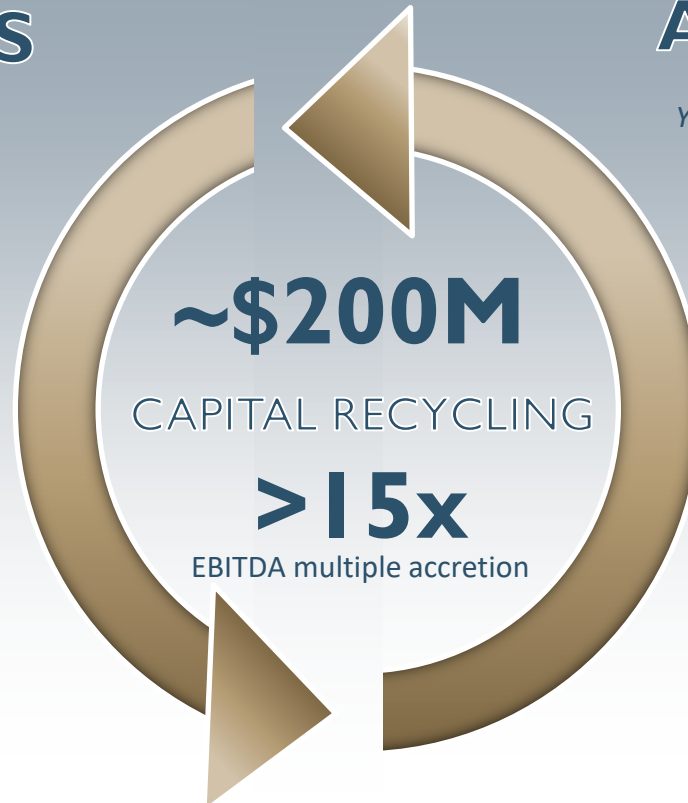 S
A
Y
~$200M
CAPITAL RECYCLING
>15x
EBITDA multiple accretion